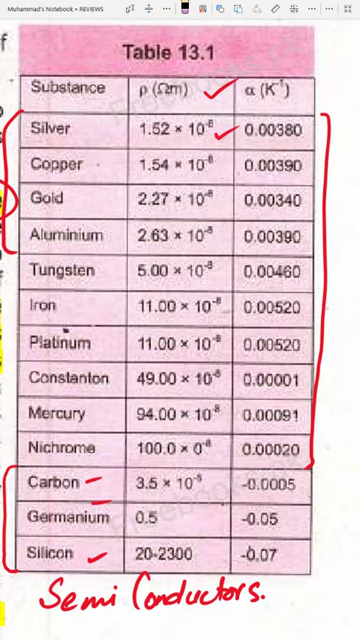 Muhammad's Notebook • REVIEWS
Table 13.1
Substance ρ (Ωm) α (K⁻¹)
Silver 1.52 × 10⁻⁸ 0.00380
Copper 1.54 × 10⁻⁸ 0.00390
Gold 2.27 × 10⁻⁸ 0.00340
Aluminium 2.63 × 10⁻⁸ 0.00390
Tungsten 5.00 × 10⁻⁸ 0.00460
Iron 11.00 × 10⁻⁸ 0.00520
Platinum 11.00 × 10⁻⁸ 0.00520
Constanton 49.00 × 10⁻⁸ 0.00001
Mercury 94.00 × 10⁻⁸ 0.00091
Nichrome 100.0 × 0⁻⁸ 0.00020
Carbon 3.5 × 10⁻⁵ -0.0005
Germanium 0.5 -0.05
Silicon 20-2300 -0.07
Semi Conductors.